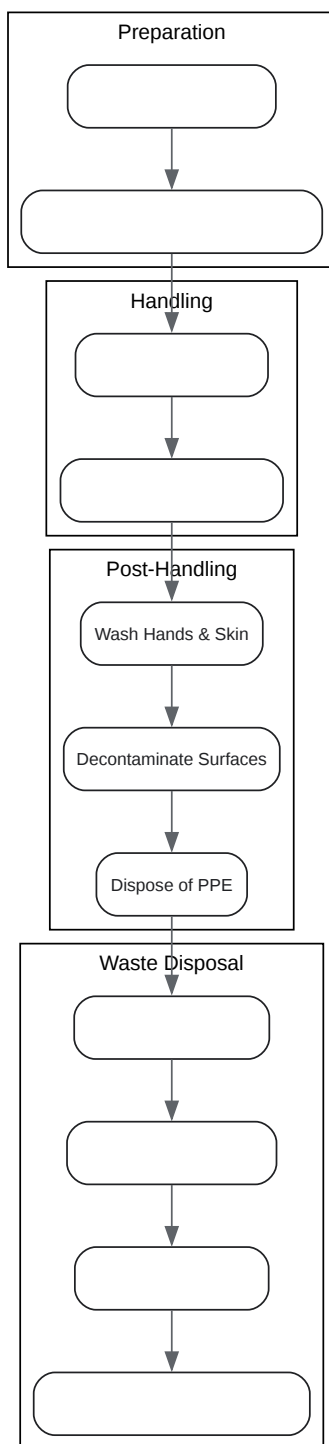 Preparation
Handling
Post-Handling
Wash Hands & Skin
Decontaminate Surfaces
Dispose of PPE
Waste Disposal